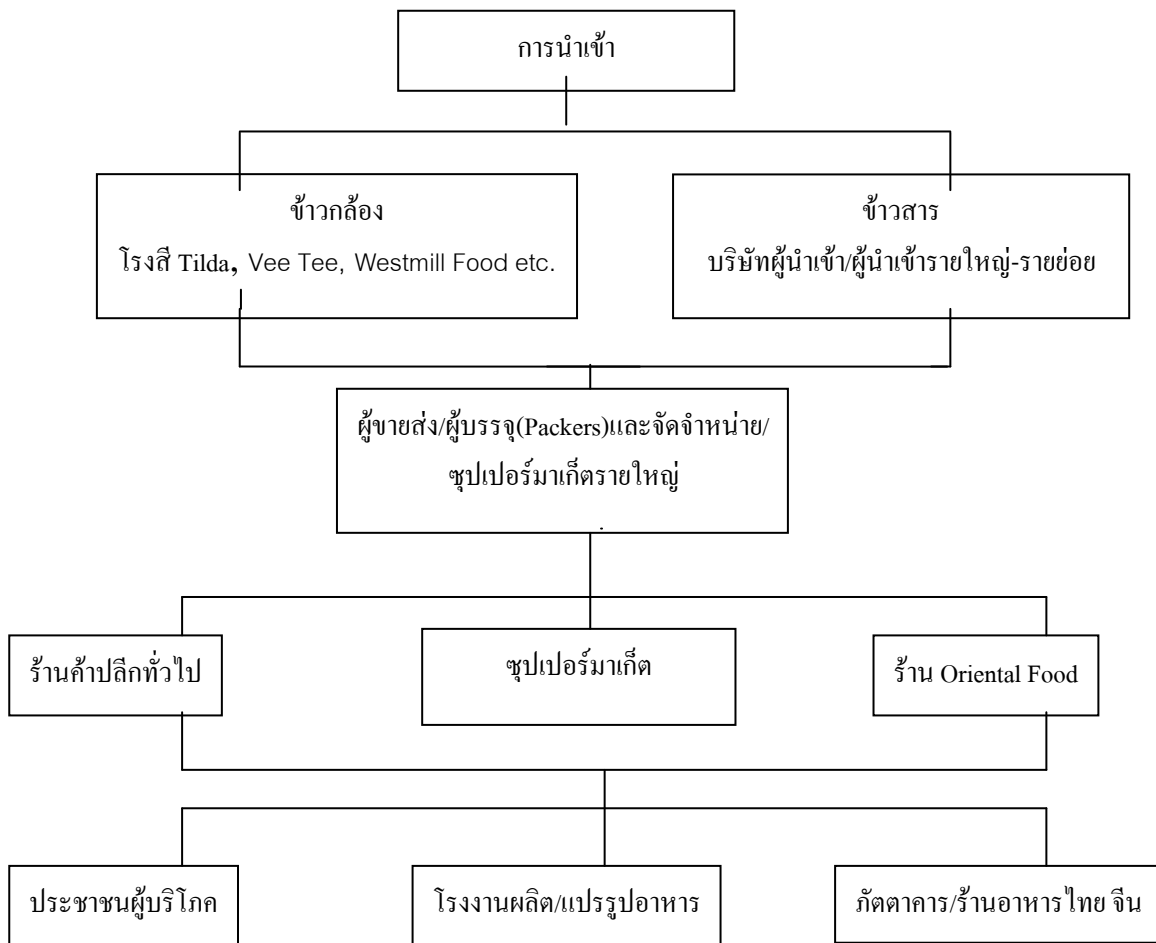 การนำเข้า
ข้าวกล้อง
โรงสี Tilda, Vee Tee, Westmill Food etc.
ข้าวสาร
บริษัทผู้นำเข้า/ผู้นำเข้ารายใหญ่-รายย่อย
ผู้ขายส่ง/ผู้บรรจุ(Packers)และจัดจำหน่าย/
ซุปเปอร์มาเก็ตรายใหญ่
ร้านค้าปลีกทั่วไป
ซุปเปอร์มาเก็ต
ร้าน Oriental Food
ประชาชนผู้บริโภค
โรงงานผลิต/แปรรูปอาหาร
ภัตตาคาร/ร้านอาหารไทย จีน